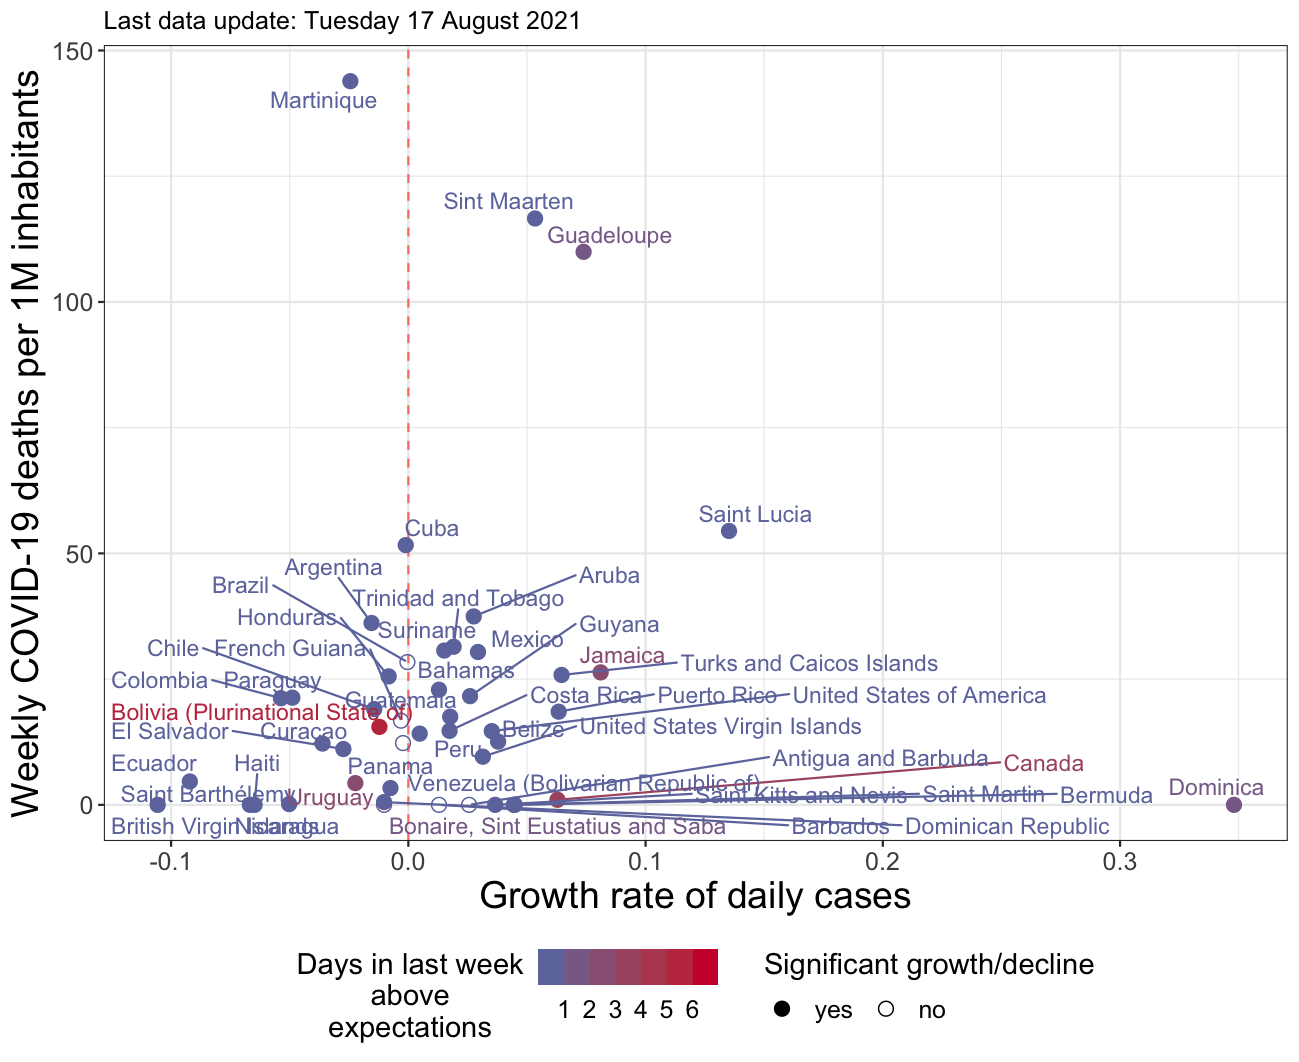 Last data update: Tuesday 17 August 2021
150
Martinique
Sint Maarten
Guadeloupe
100
Saint Lucia
Cuba
50
Argentina
Aruba
Brazil
Trinidad and Tobago
Honduras
Guyana
Suriname
Mexico
Chile
French Guiana
Jamaica
Turks and Caicos Islands
Bahamas
Colombia
Paraguay
Costa Rica
Puerto Rico
United States of America
Guatemala
Bolivia (Plurinational State of)
El Salvador
Curaçao
Belize
United States Virgin Islands
Peru
Ecuador
Haiti
Panama
Antigua and Barbuda
Canada
Venezuela (Bolivarian Republic of)
Dominica
Saint Barthélemy
Uruguay
Saint Kitts and Nevis
Saint Martin
Bermuda
0
British Virgin Islands
Nicaragua
Bonaire, Sint Eustatius and Saba
Barbados
Dominican Republic
-0.1 0.0 0.1 0.2 0.3
Weekly COVID-19 deaths per 1M inhabitants
Growth rate of daily cases
Days in last week
above
expectations
1 2 3 4 5 6
Significant growth/decline
yes no